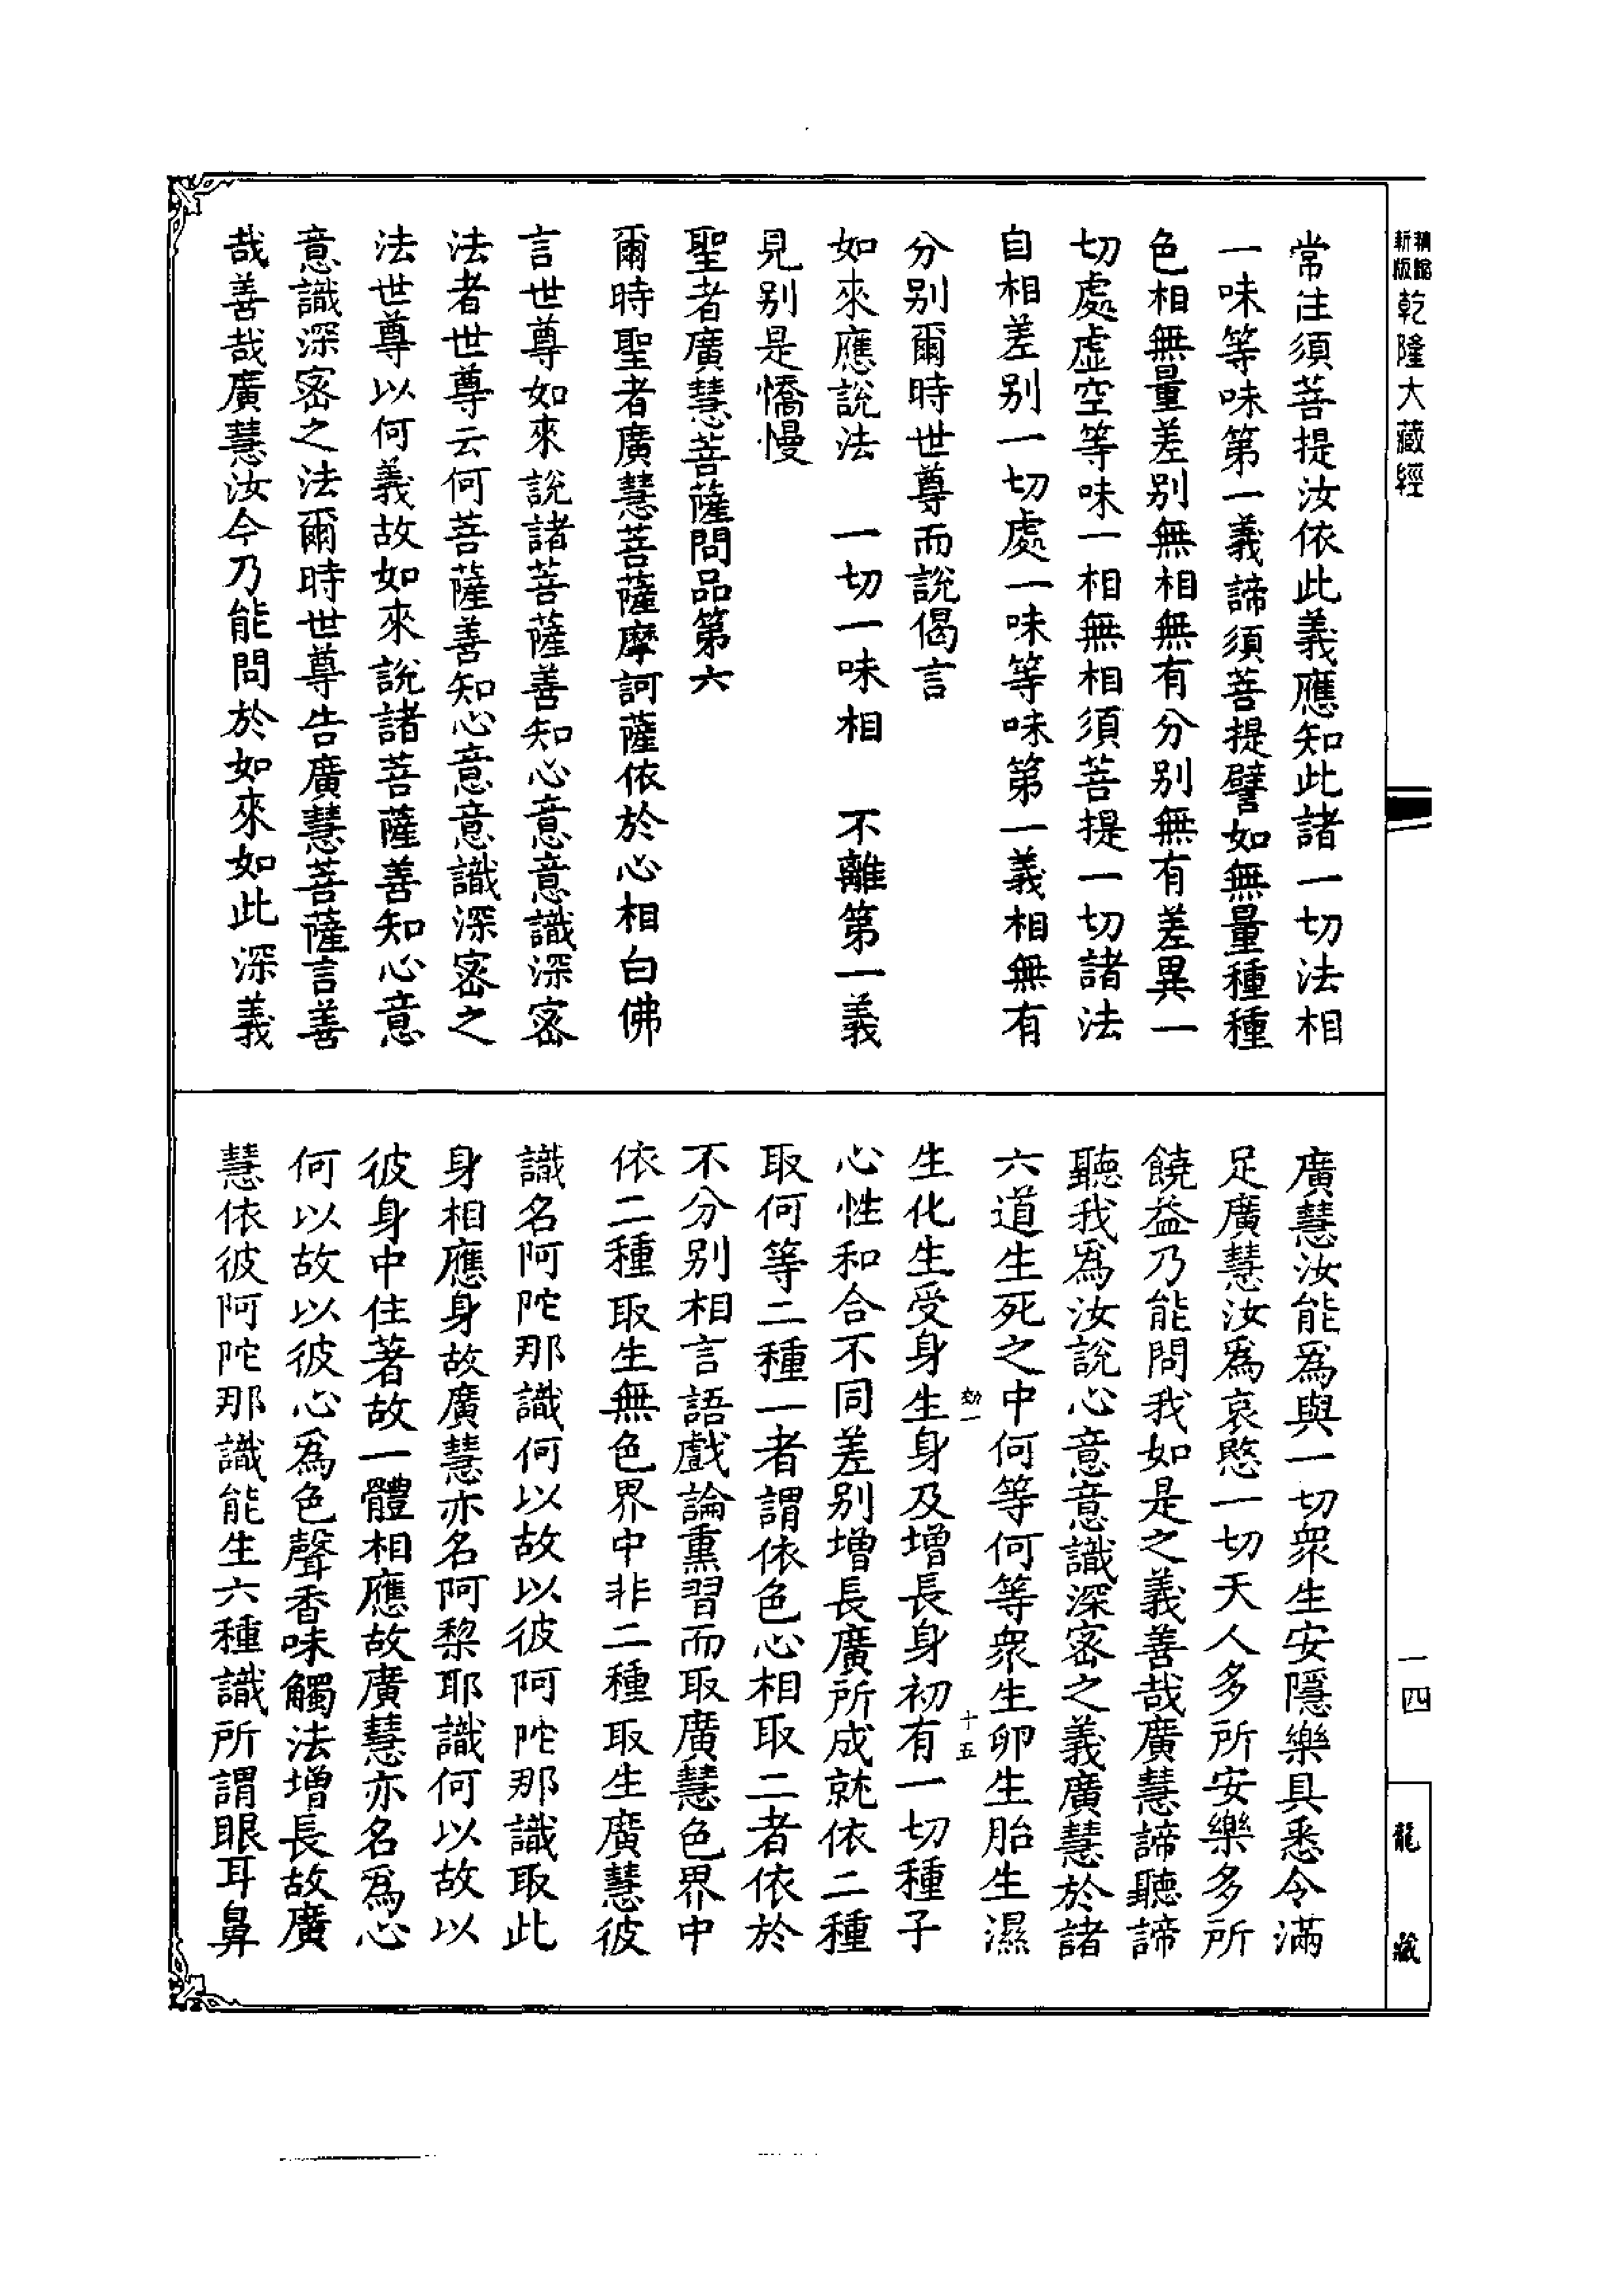 新版
精縮
乾隆大藏經
常住須菩提汝依此義應知此諸一切法相
一味等味第一義諦須菩提譬如無量種種
色相無量差别無相無有分别無有差異一
切處虛空等味一相無相須菩提一切諸法
自相差别一切處一味等味第一義相無有
分别爾時世尊而說偈言
如來應說法　一切一味相　不離第一義
見别是憍慢
聖者廣慧菩薩問品第六
爾時聖者廣慧菩薩摩訶薩依於心相白佛
言世尊如來說諸菩薩善知心意意識深密
法者世尊云何菩薩善知心意意識深密之
法世尊以何義故如來說諸菩薩善知心意
意識深密之法爾時世尊告廣慧菩薩言善
哉善哉廣慧汝今乃能問於如來如此深義
廣慧汝能爲與一切衆生安隱樂具悉令滿
足廣慧汝爲哀愍一切天人多所安樂多所
饒益乃能問我如是之義善哉廣慧諦聽諦
聽我爲汝說心意意識深密之義廣慧於諸
六道生死之中何等何等衆生卵生胎生濕
生化生受身生身及增長身初有一切種子
心性和合不同差别增長廣所成就依二種
取何等二種一者謂依色心相取二者依於
不分别相言語戲論熏習而取廣慧色界中
依二種取生無色界中非二種取生廣慧彼
識名阿陀那識何以故以彼阿陀那識取此
身相應身故廣慧亦名阿黎耶識何以故以
彼身中住著故一體相應故廣慧亦名爲心
何以故以彼心爲色聲香味觸法增長故廣
慧依彼阿陀那識能生六種識所謂眼耳鼻
十五
一四
龍藏